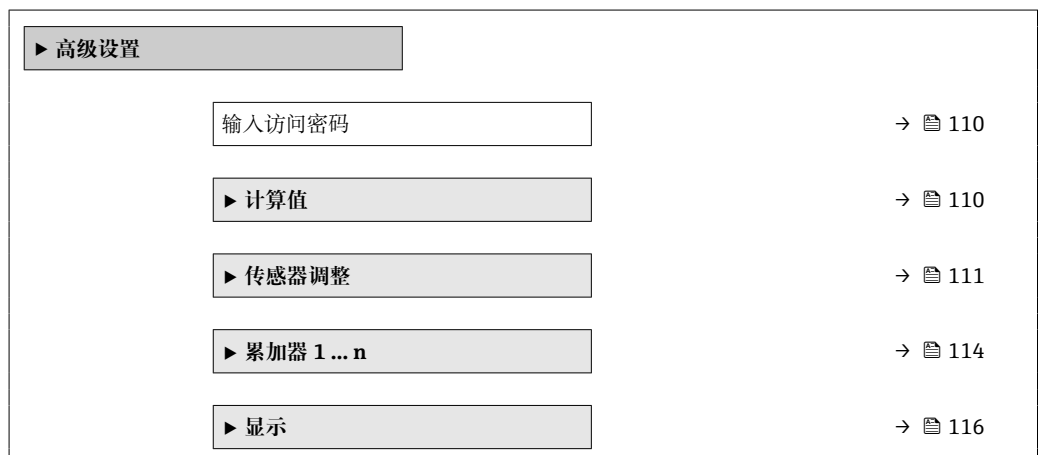 ▶ 高级设置
输入访问密码 → 🖹 110
▶ 计算值 → 🖹 110
▶ 传感器调整 → 🖹 111
▶ 累加器 1 … n → 🖹 114
▶ 显示 → 🖹 116